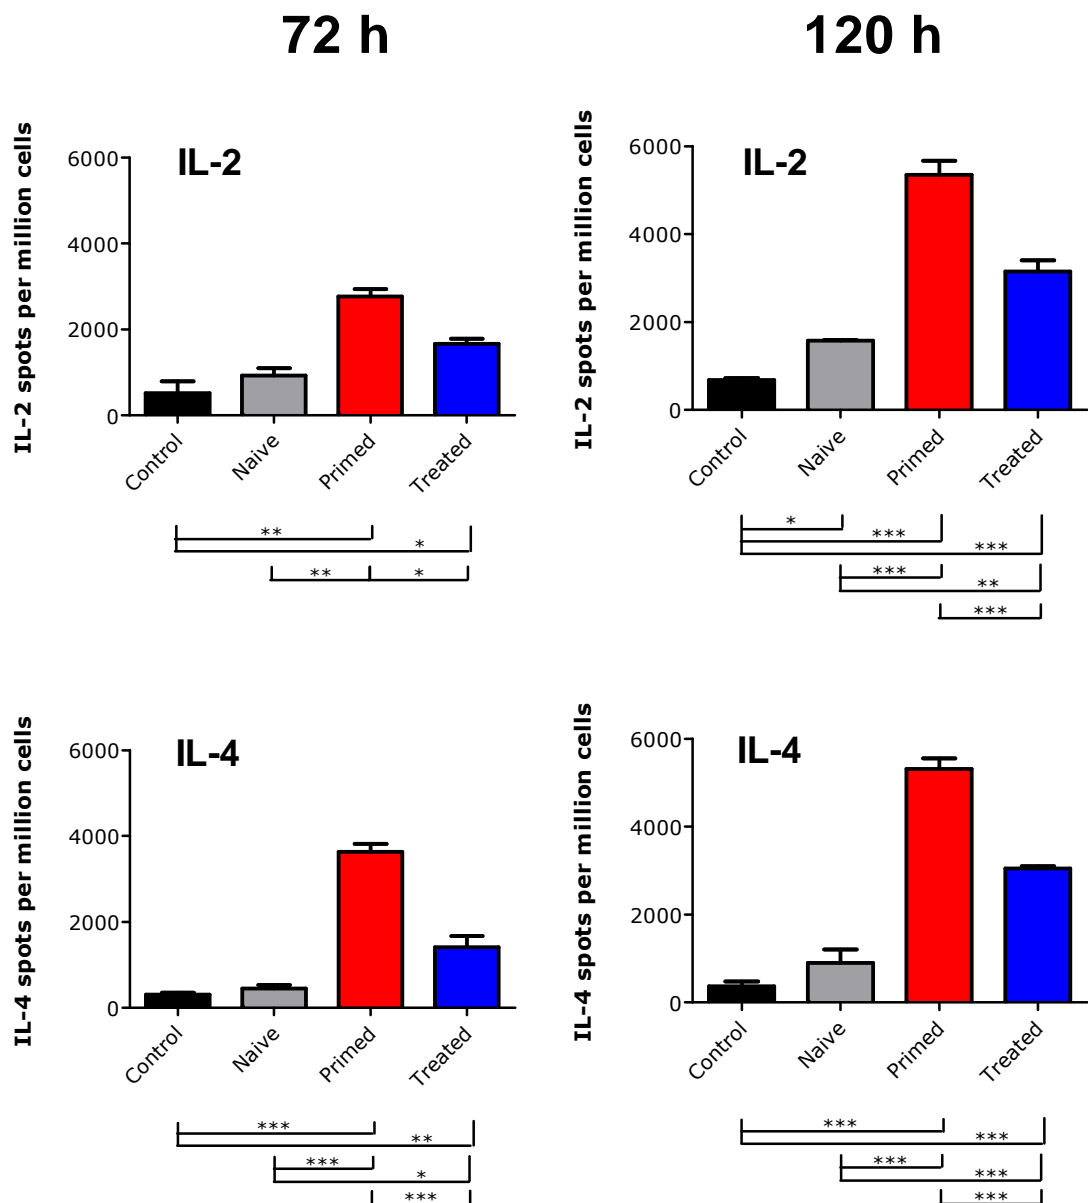 72 h
120 h
IL-2 spots per million cells
6000
4000
2000
0
IL-2
Control
Naive
Primed
Treated
**
*
**
*
IL-2 spots per million cells
6000
4000
2000
0
IL-2
Control
Naive
Primed
Treated
*
***
***
***
**
***
IL-4 spots per million cells
6000
4000
2000
0
IL-4
Control
Naive
Primed
Treated
***
**
***
*
***
IL-4 spots per million cells
6000
4000
2000
0
IL-4
Control
Naive
Primed
Treated
***
***
***
***
***